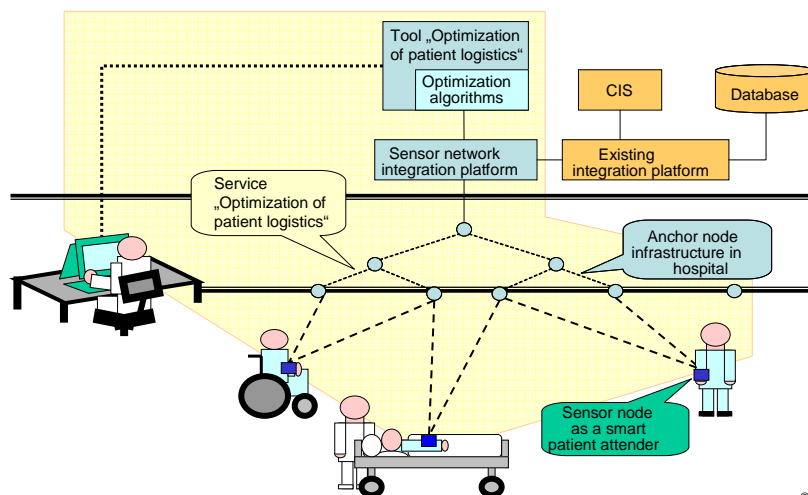 Tool „Optimization
of patient logistics“
Optimization
algorithms
CIS
Database
Sensor network
integration platform
Existing
integration platform
Service
„Optimization of
patient logistics“
Anchor node
infrastructure in
hospital
Sensor node
as a smart
patient attender